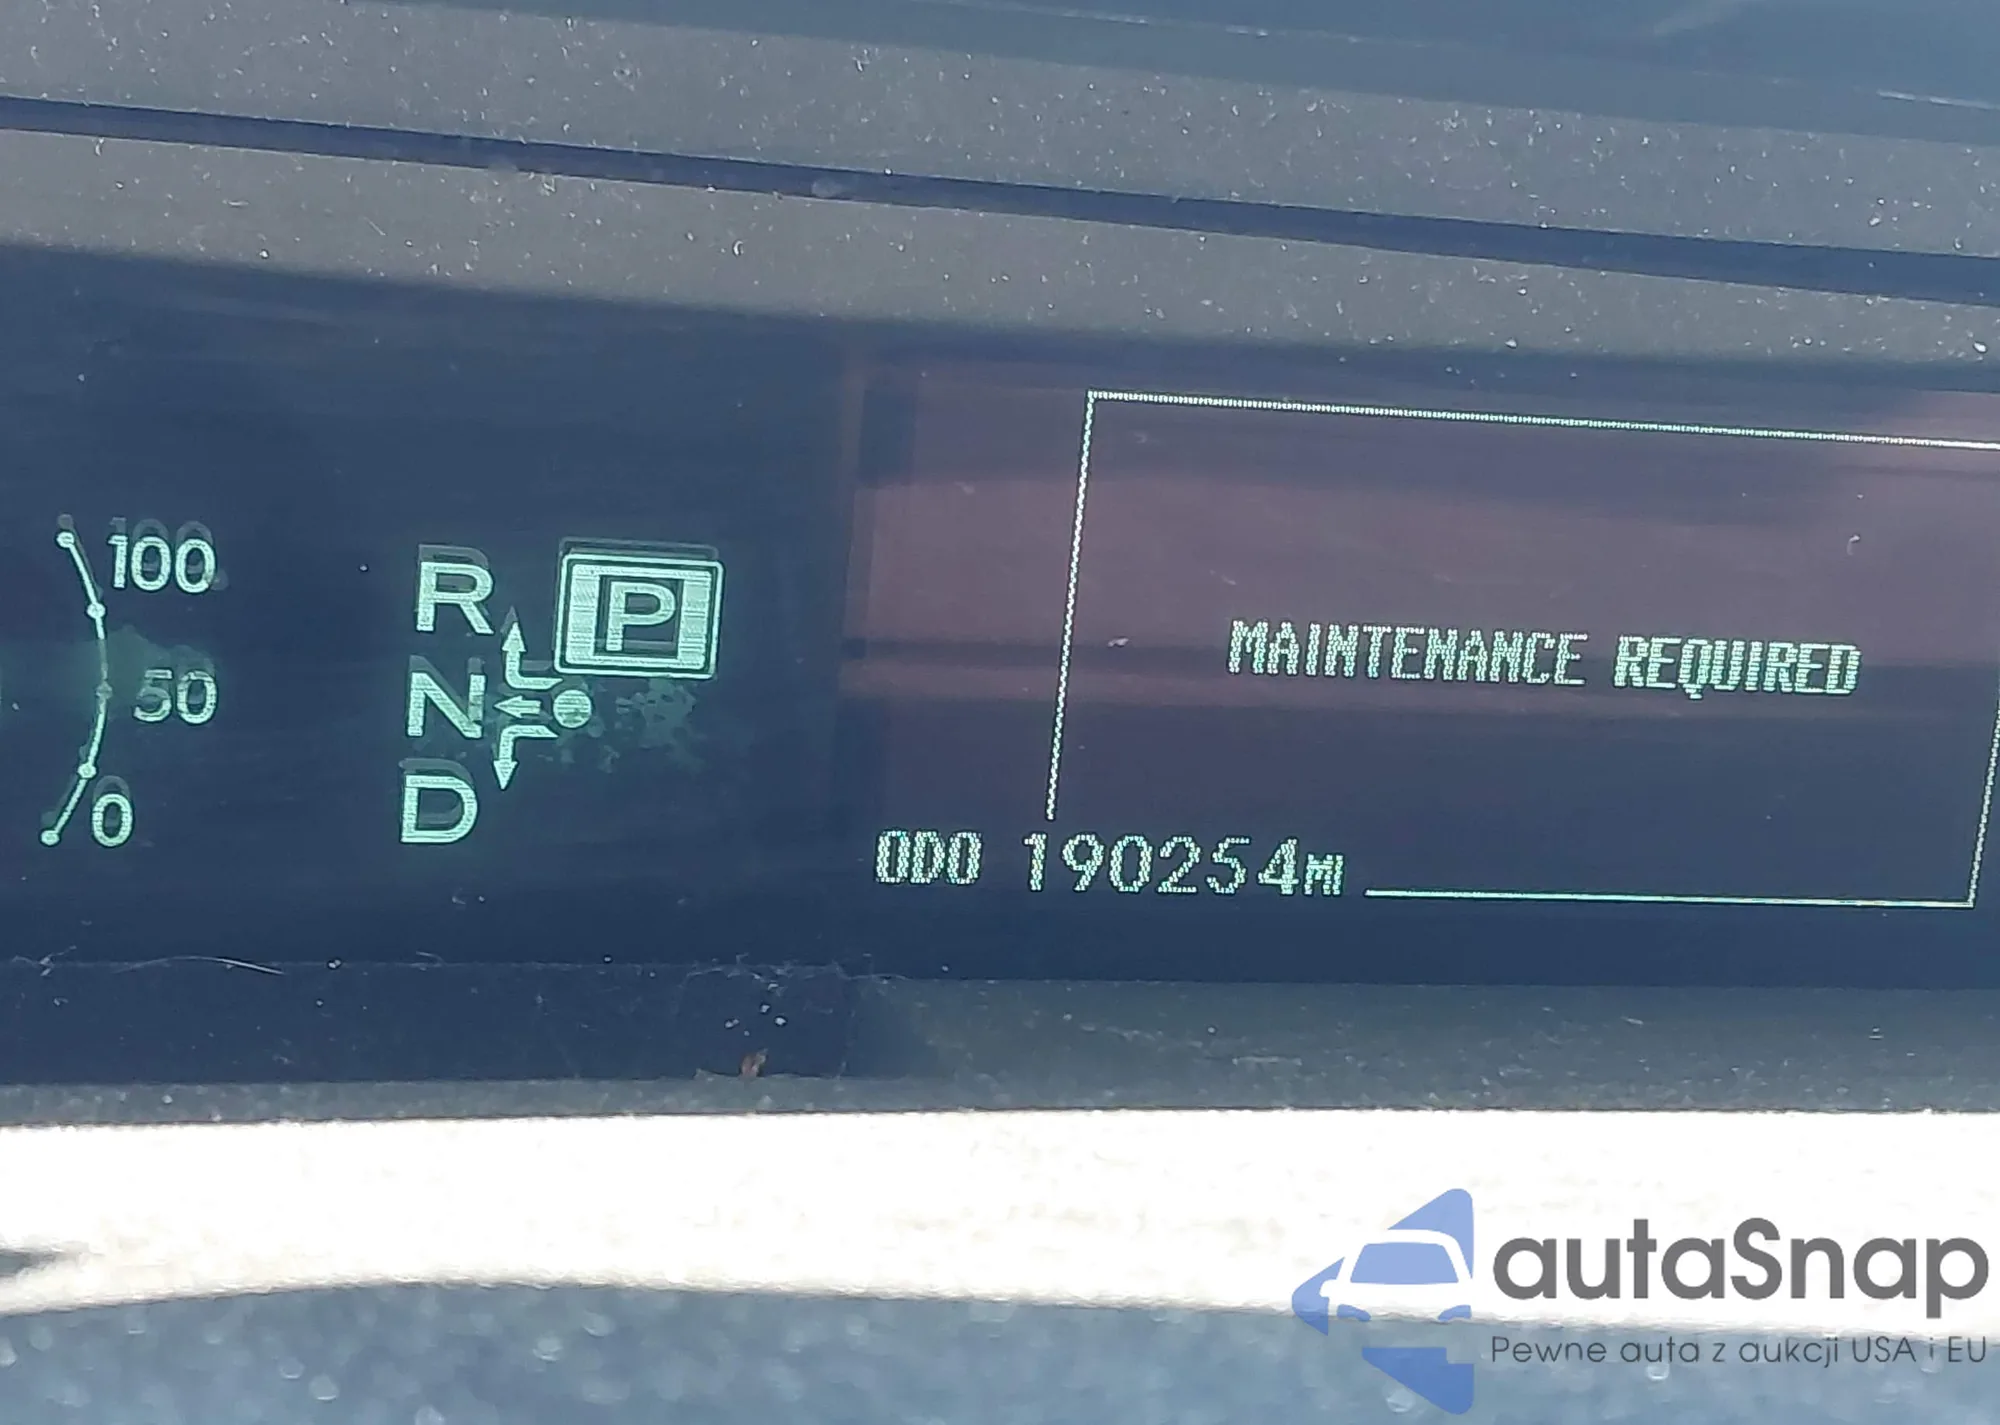 100
50
0
R
P
N
D
MAINTENANCE REQUIRED
ODO 190254MI
autaSnap
Pewne auta z aukcji USA i EU